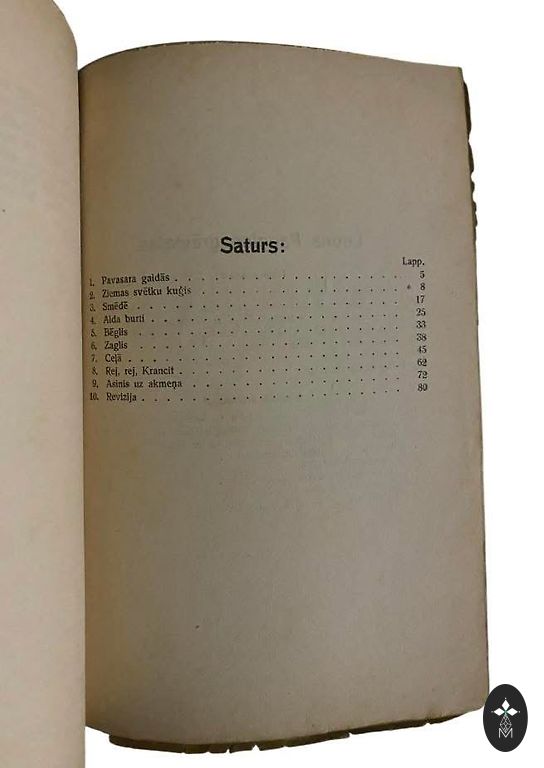 Saturs:
Lapp.
1. Pavasara gaidās . . . . . . . . . . . . . . . . . 5
2. Ziemas svētku kuģis . . . . . . . . . . . . . . . 8
3. Smēdē . . . . . . . . . . . . . . . . . . . . 17
4. Alda burti . . . . . . . . . . . . . . . . . . 25
5. Bēglis . . . . . . . . . . . . . . . . . . . . 33
6. Zaglis . . . . . . . . . . . . . . . . . . . . 38
7. Ceļā . . . . . . . . . . . . . . . . . . . . . 45
8. Rej, rej, Krancit . . . . . . . . . . . . . . . . 62
9. Asinis uz akmeņa . . . . . . . . . . . . . . . . 72
10. Revizija . . . . . . . . . . . . . . . . . . . 80